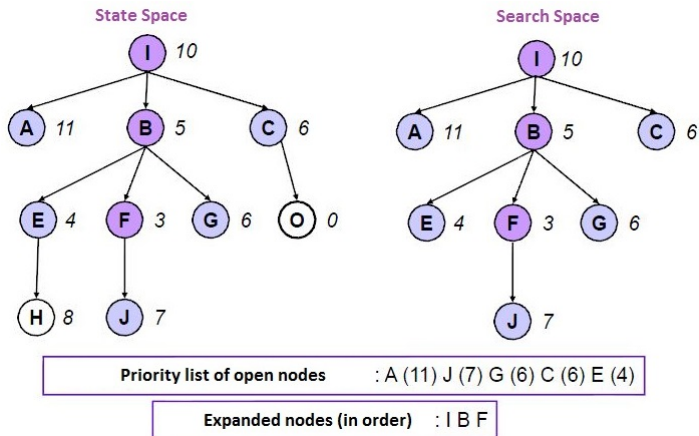 State Space Search Space
I 10 I 10
A 11 B 5 C 6 A 11 B 5 C 6
E 4 F 3 G 6 O 0 E 4 F 3 G 6
H 8 J 7 J 7
Priority list of open nodes : A (11) J (7) G (6) C (6) E (4)
Expanded nodes (in order) : I B F